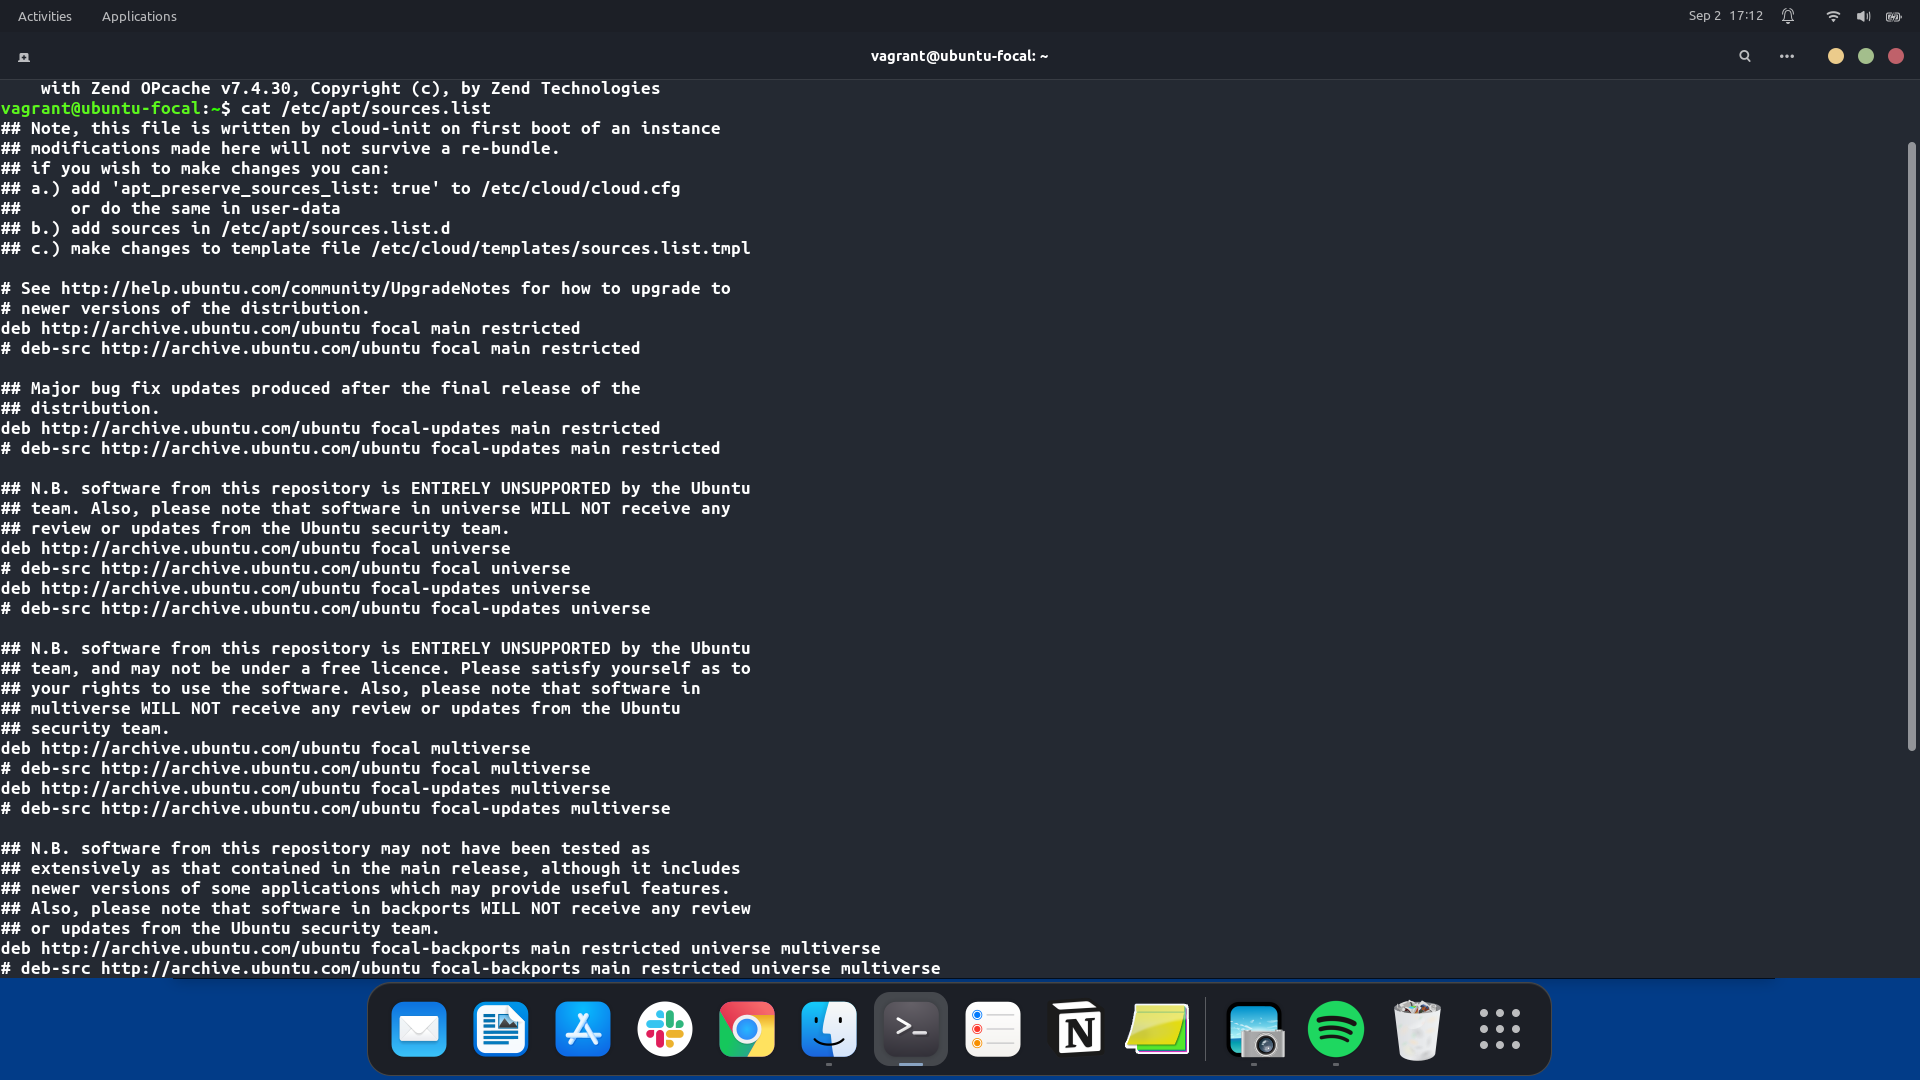 Activities Applications Sep 2 17:12
vagrant@ubuntu-focal: ~
    with Zend OPcache v7.4.30, Copyright (c), by Zend Technologies
vagrant@ubuntu-focal:~$ cat /etc/apt/sources.list
## Note, this file is written by cloud-init on first boot of an instance
## modifications made here will not survive a re-bundle.
## if you wish to make changes you can:
## a.) add 'apt_preserve_sources_list: true' to /etc/cloud/cloud.cfg
##     or do the same in user-data
## b.) add sources in /etc/apt/sources.list.d
## c.) make changes to template file /etc/cloud/templates/sources.list.tmpl

# See http://help.ubuntu.com/community/UpgradeNotes for how to upgrade to
# newer versions of the distribution.
deb http://archive.ubuntu.com/ubuntu focal main restricted
# deb-src http://archive.ubuntu.com/ubuntu focal main restricted

## Major bug fix updates produced after the final release of the
## distribution.
deb http://archive.ubuntu.com/ubuntu focal-updates main restricted
# deb-src http://archive.ubuntu.com/ubuntu focal-updates main restricted

## N.B. software from this repository is ENTIRELY UNSUPPORTED by the Ubuntu
## team. Also, please note that software in universe WILL NOT receive any
## review or updates from the Ubuntu security team.
deb http://archive.ubuntu.com/ubuntu focal universe
# deb-src http://archive.ubuntu.com/ubuntu focal universe
deb http://archive.ubuntu.com/ubuntu focal-updates universe
# deb-src http://archive.ubuntu.com/ubuntu focal-updates universe

## N.B. software from this repository is ENTIRELY UNSUPPORTED by the Ubuntu
## team, and may not be under a free licence. Please satisfy yourself as to
## your rights to use the software. Also, please note that software in
## multiverse WILL NOT receive any review or updates from the Ubuntu
## security team.
deb http://archive.ubuntu.com/ubuntu focal multiverse
# deb-src http://archive.ubuntu.com/ubuntu focal multiverse
deb http://archive.ubuntu.com/ubuntu focal-updates multiverse
# deb-src http://archive.ubuntu.com/ubuntu focal-updates multiverse

## N.B. software from this repository may not have been tested as
## extensively as that contained in the main release, although it includes
## newer versions of some applications which may provide useful features.
## Also, please note that software in backports WILL NOT receive any review
## or updates from the Ubuntu security team.
deb http://archive.ubuntu.com/ubuntu focal-backports main restricted universe multiverse
# deb-src http://archive.ubuntu.com/ubuntu focal-backports main restricted universe multiverse